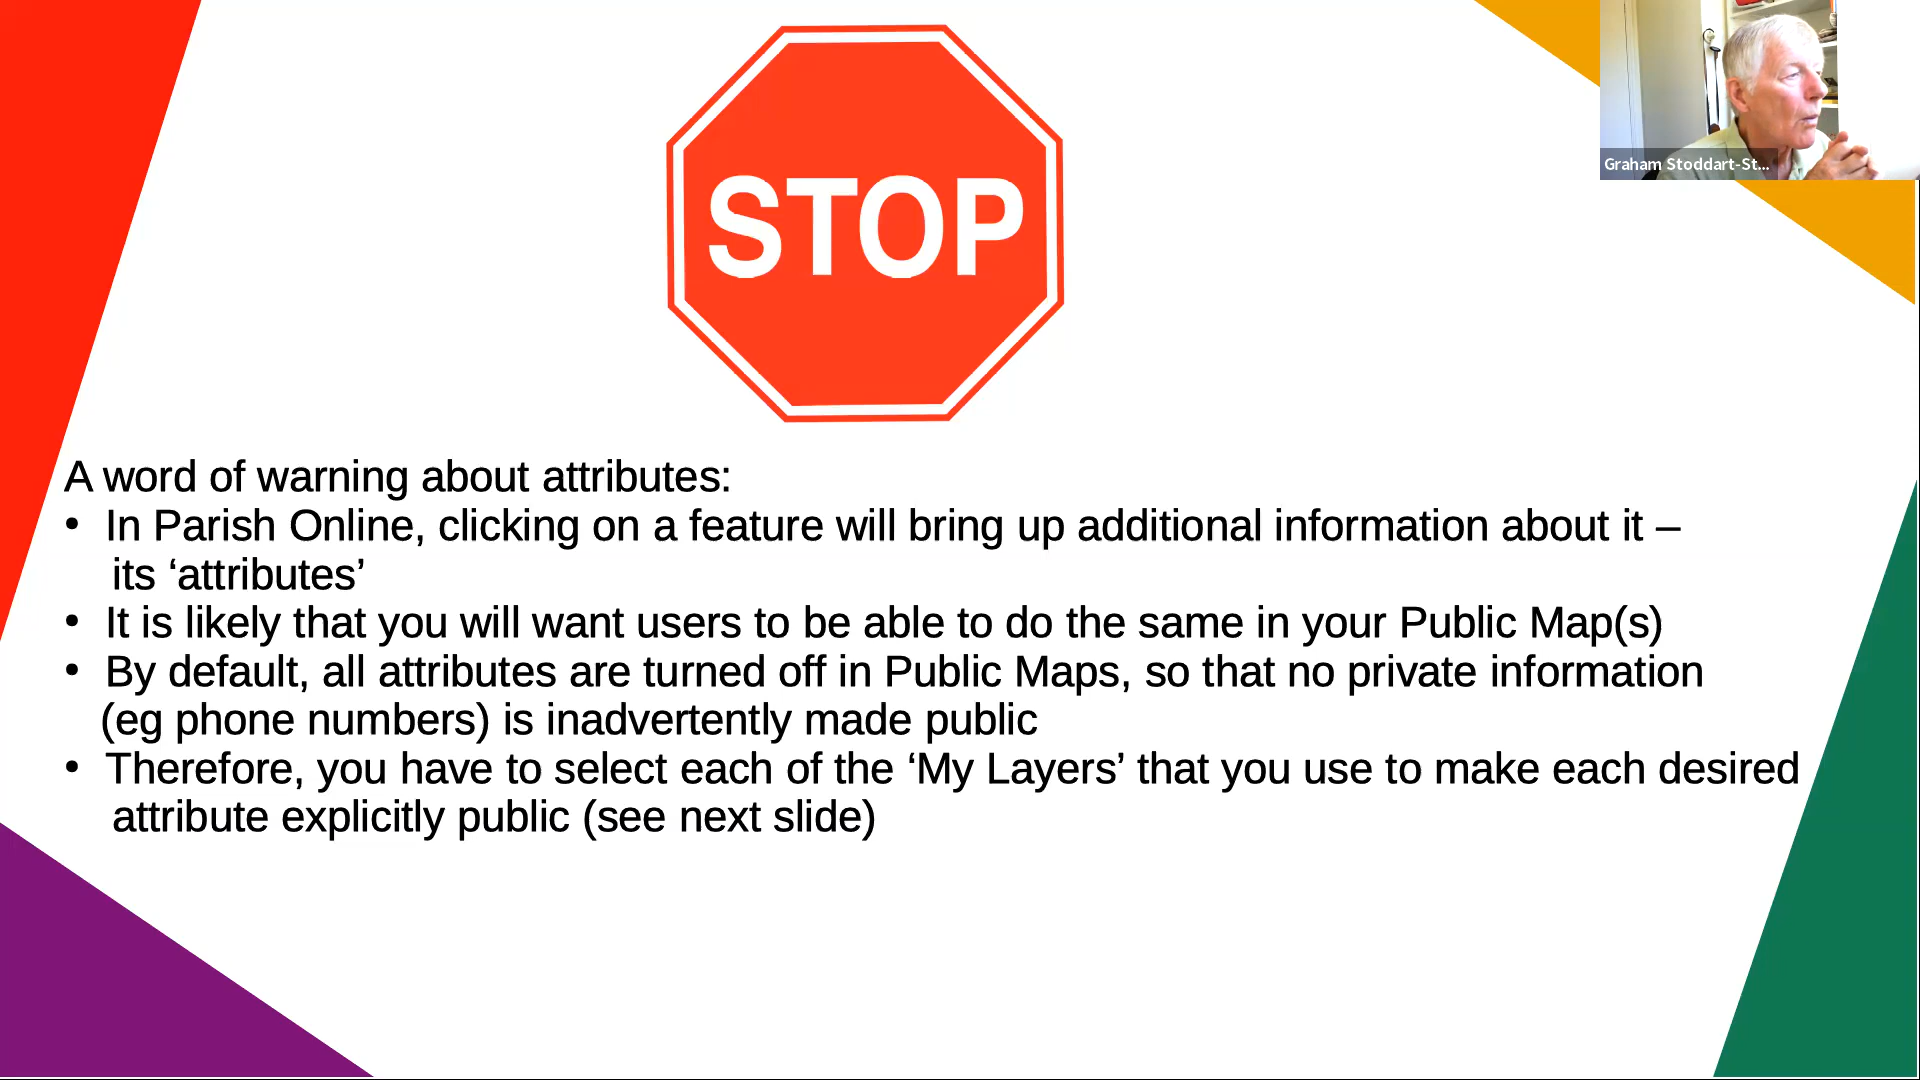 STOP
Graham Stoddart-St...
A word of warning about attributes:
• In Parish Online, clicking on a feature will bring up additional information about it –
its ‘attributes’
• It is likely that you will want users to be able to do the same in your Public Map(s)
• By default, all attributes are turned off in Public Maps, so that no private information
(eg phone numbers) is inadvertently made public
• Therefore, you have to select each of the ‘My Layers’ that you use to make each desired
attribute explicitly public (see next slide)